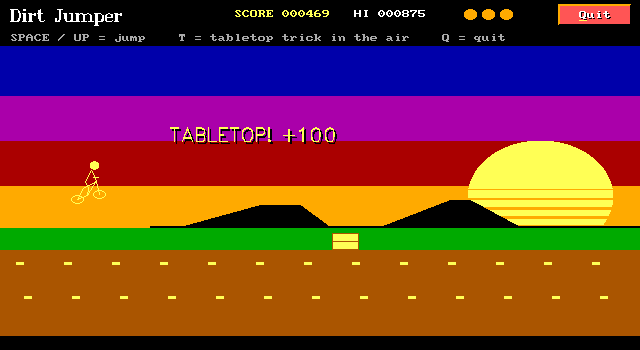 Dirt Jumper SCORE 000469 HI 000875 Quit
SPACE / UP = jump T = tabletop trick in the air Q = quit
TABLETOP! +100